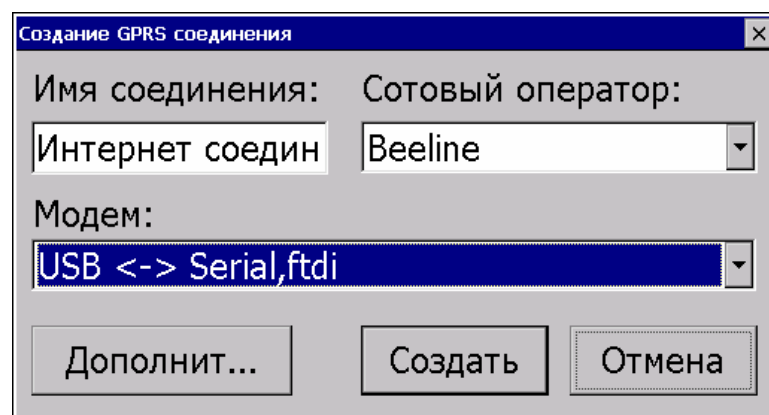 Создание GPRS соединения
Имя соединения: Сотовый оператор:
Интернет соедин Beeline
Модем:
USB <-> Serial,ftdi
Дополнит... Создать Отмена